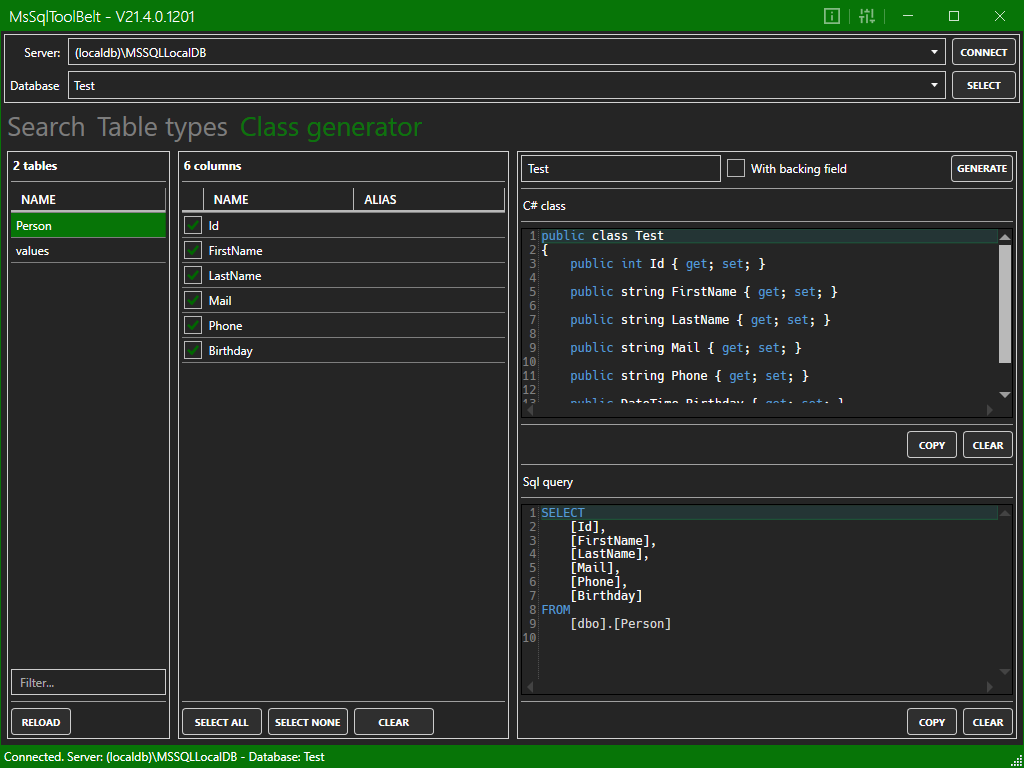 MsSqlToolBelt - V21.4.0.1201
Server: (localdb)\MSSQLLocalDB CONNECT
Database Test SELECT
Search Table types Class generator
2 tables
NAME
Person
values
Filter...
RELOAD
6 columns
NAME ALIAS
Id
FirstName
LastName
Mail
Phone
Birthday
SELECT ALL SELECT NONE CLEAR
Test With backing field GENERATE
C# class
1 public class Test
2 {
3 public int Id { get; set; }
4
5 public string FirstName { get; set; }
6
7 public string LastName { get; set; }
8
9 public string Mail { get; set; }
10
11 public string Phone { get; set; }
12
13 public DateTime Birthday { get; set; }
COPY CLEAR
Sql query
1 SELECT
2 [Id],
3 [FirstName],
4 [LastName],
5 [Mail],
6 [Phone],
7 [Birthday]
8 FROM
9 [dbo].[Person]
10
COPY CLEAR
Connected. Server: (localdb)\MSSQLLocalDB - Database: Test